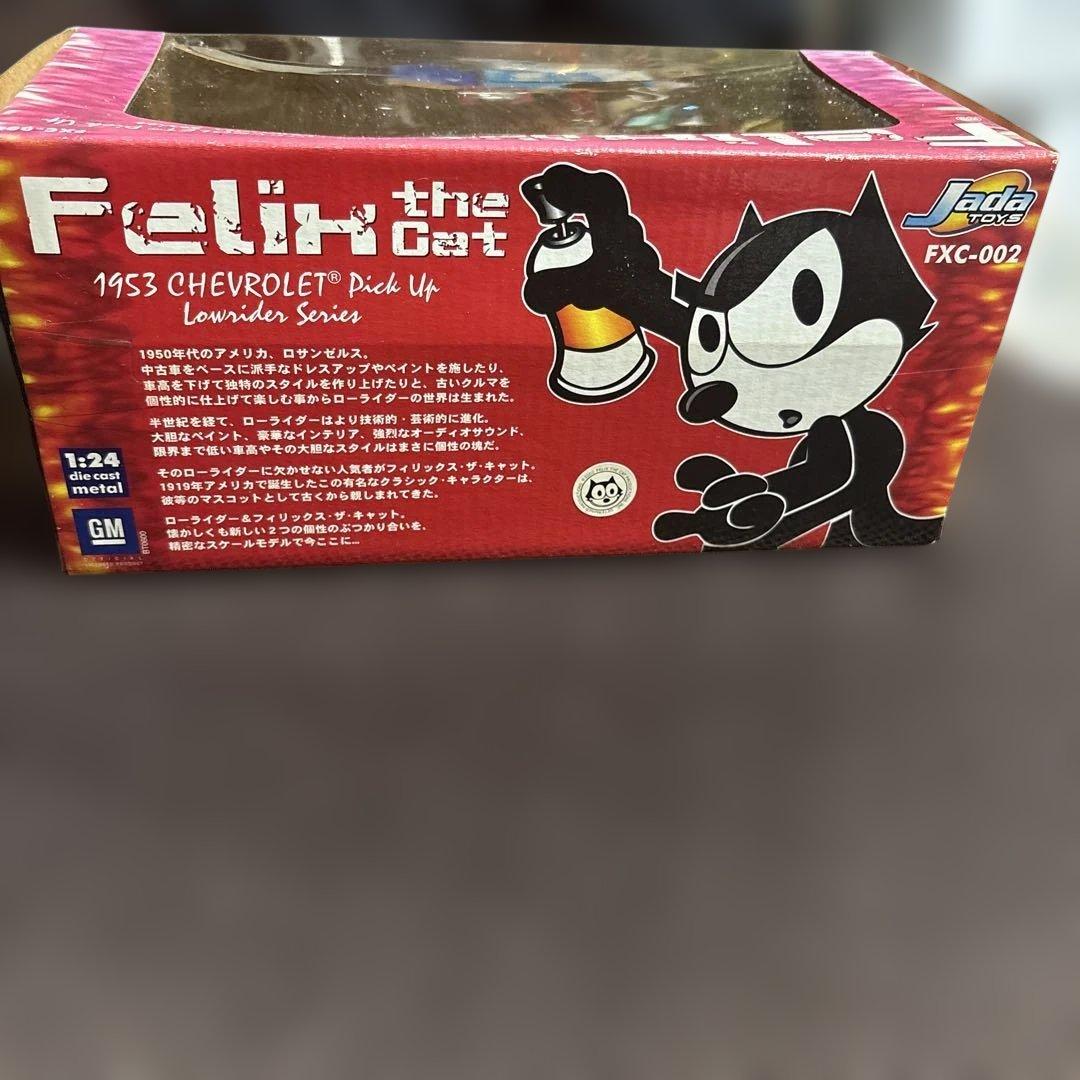 Felix the Cat
1953 CHEVROLET® Pick Up
Lowrider Series
Jada
TOYS
FXC-002
1950年代のアメリカ、ロサンゼルス。
中古車をベースに派手なドレスアップやペイントを施したり、
車高を下げて独特のスタイルを作り上げたりと、古いクルマを
個性的に仕上げて楽しむ事からローライダーの世界は生まれた。
半世紀を経て、ローライダーはより技術的・芸術的に進化。
大胆なペイント、豪華なインテリア、強烈なオーディオサウンド、
限界まで低い車高やその大胆なスタイルはまさに個性の塊だ。
そのローライダーに欠かせない人気者がフィリックス・ザ・キャット。
1919年アメリカで誕生したこの有名なクラシック・キャラクターは、
彼等のマスコットとして古くから親しまれてきた。
ローライダー&フィリックス・ザ・キャット。
懐かしくも新しい2つの個性のぶつかり合いを、
精密なスケールモデルで今ここに…
1:24
die cast
metal
GM
BT0600